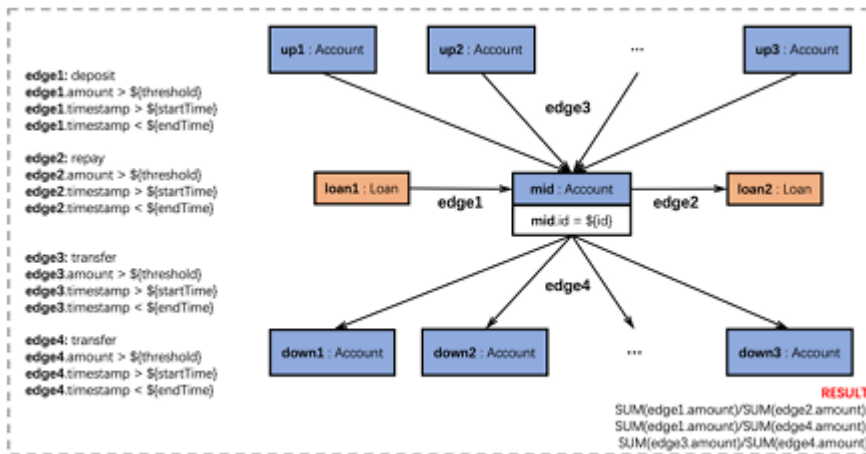 up1 : Account
up2 : Account
...
up3 : Account
edge1: deposit
edge1.amount > ${threshold}
edge1.timestamp > ${startTime}
edge1.timestamp < ${endTime}
edge3
edge2: repay
edge2.amount > ${threshold}
edge2.timestamp > ${startTime}
edge2.timestamp < ${endTime}
loan1 : Loan
edge1
mid : Account
mid.id = ${id}
edge2
loan2 : Loan
edge3: transfer
edge3.amount > ${threshold}
edge3.timestamp > ${startTime}
edge3.timestamp < ${endTime}
edge4
edge4: transfer
edge4.amount > ${threshold}
edge4.timestamp > ${startTime}
edge4.timestamp < ${endTime}
down1 : Account
down2 : Account
...
down3 : Account
RESULT
SUM(edge1.amount)/SUM(edge2.amount)
SUM(edge1.amount)/SUM(edge4.amount)
SUM(edge3.amount)/SUM(edge4.amount)